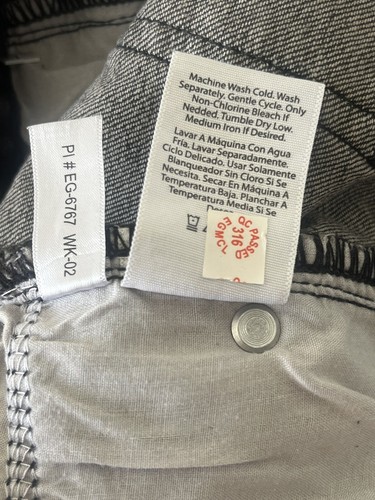 Machine Wash Cold. Wash
Separately. Gentle Cycle. Only
Non-Chlorine Bleach If
Nedded. Tumble Dry Low.
Medium Iron If Desired.
Lavar A Máquina Con Agua
Fría. Lavar Separadamente.
Ciclo Delicado. Usar Solamente
Blanqueador Sin Cloro Si Se
Necesita. Secar En Máquina A
Temperatura Baja. Planchar A
Temperatura Media Si Se
QC PASSED
316
EGMCL
PI # EG-6767 WK-02